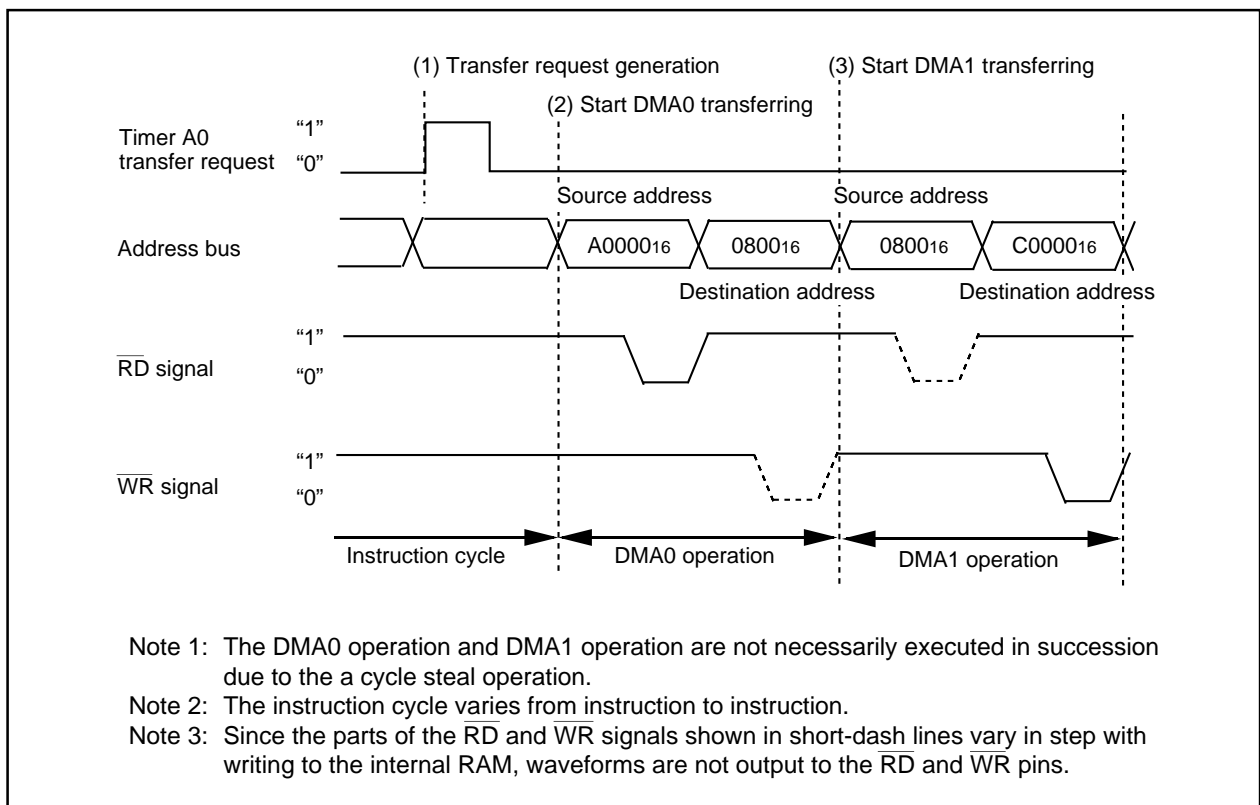 (1) Transfer request generation
(3) Start DMA1 transferring
(2) Start DMA0 transferring
Timer A0
transfer request
“1”
“0”
Source address
Source address
Address bus
A000016
080016
080016
C000016
Destination address
Destination address
RD signal
“1”
“0”
WR signal
“1”
“0”
Instruction cycle
DMA0 operation
DMA1 operation
Note 1: The DMA0 operation and DMA1 operation are not necessarily executed in succession
due to the a cycle steal operation.
Note 2: The instruction cycle varies from instruction to instruction.
Note 3: Since the parts of the RD and WR signals shown in short-dash lines vary in step with
writing to the internal RAM, waveforms are not output to the RD and WR pins.